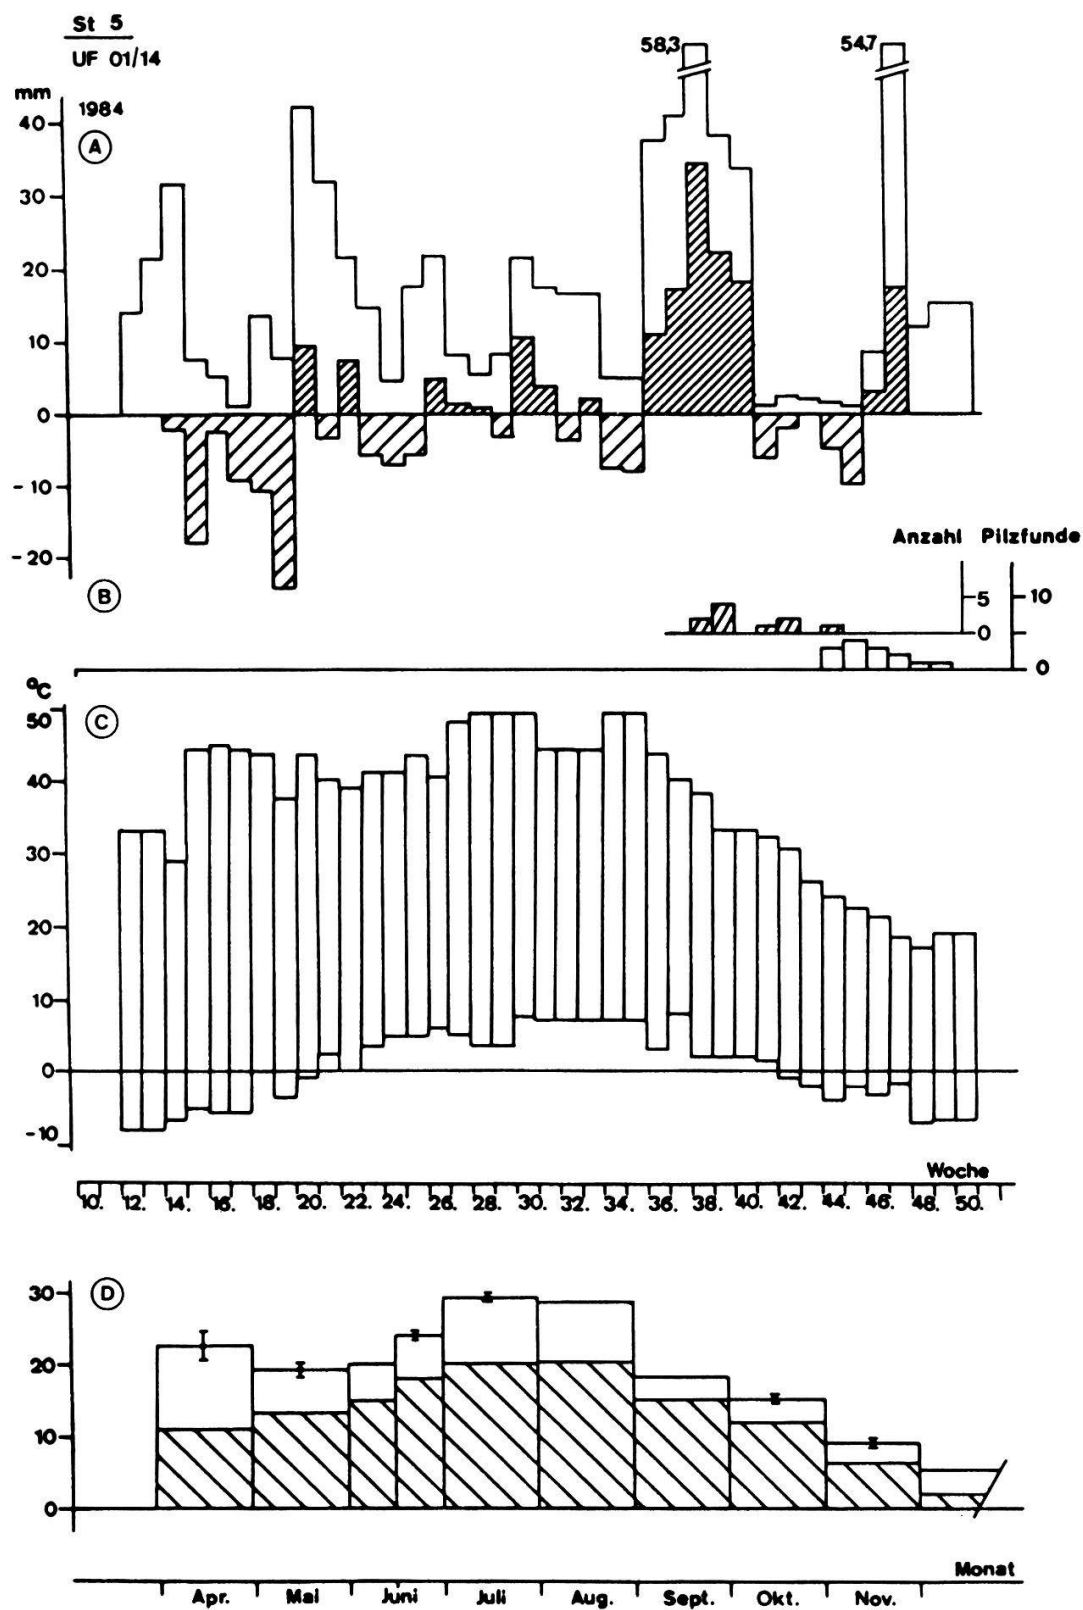 St 5
UF 01/14
58,3
54,7
mm
1984
40
A
30
20
10
0
-10
-20
Anzahl Pilzfunde
B
5
10
0
0
°C
50
C
40
30
20
10
0
-10
Woche
10. 12. 14. 16. 18. 20. 22. 24. 26. 28. 30. 32. 34. 36. 38. 40. 42. 44. 46. 48. 50.
30
D
20
10
0
Monat
Apr. Mai Juni Juli Aug. Sept. Okt. Nov.